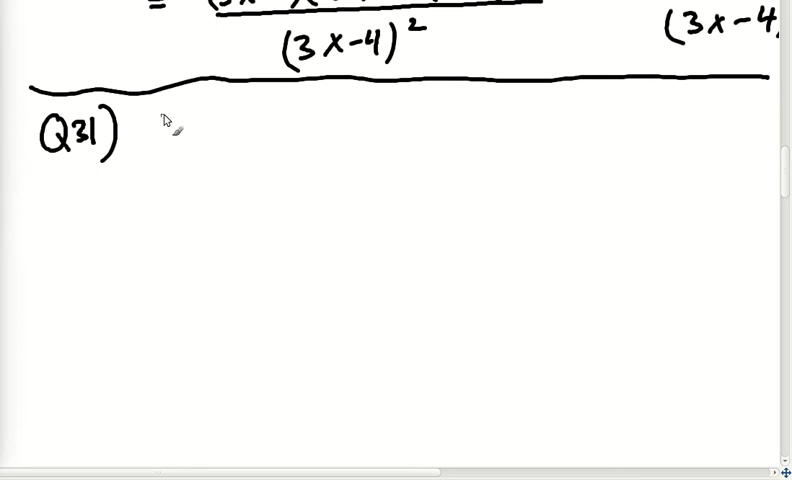 =
(3x-4)²
(3x-4
Q31)